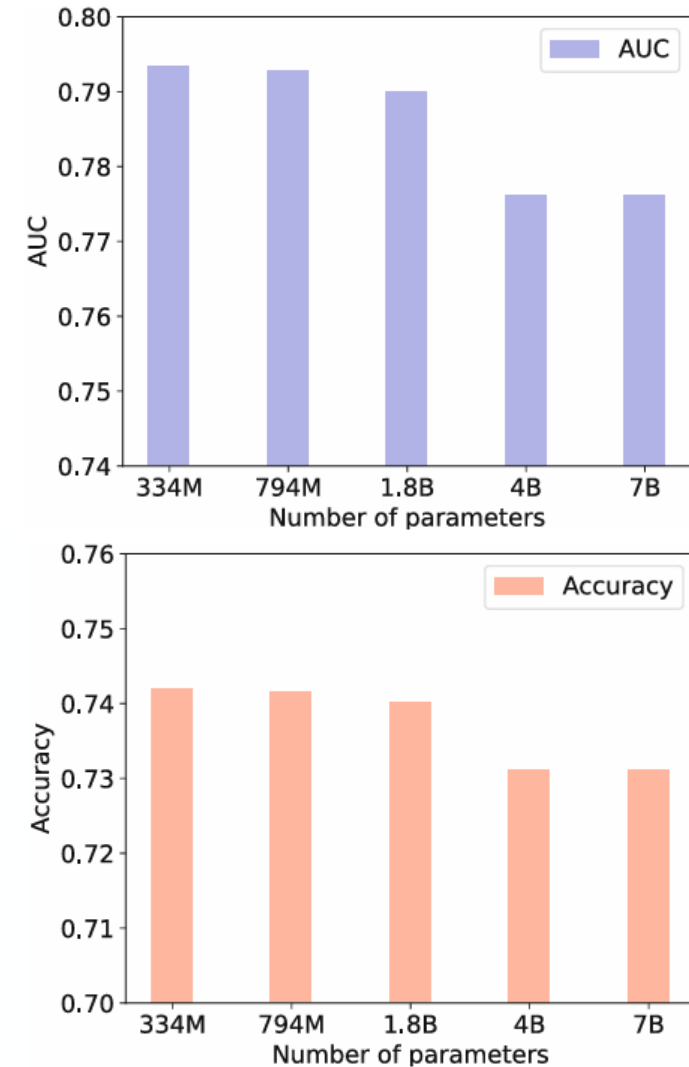 0.80
AUC
0.79
0.78
0.77
AUC
0.76
0.75
0.74
334M 794M 1.8B 4B 7B
Number of parameters
0.76
Accuracy
0.75
0.74
0.73
Accuracy
0.72
0.71
0.70
334M 794M 1.8B 4B 7B
Number of parameters